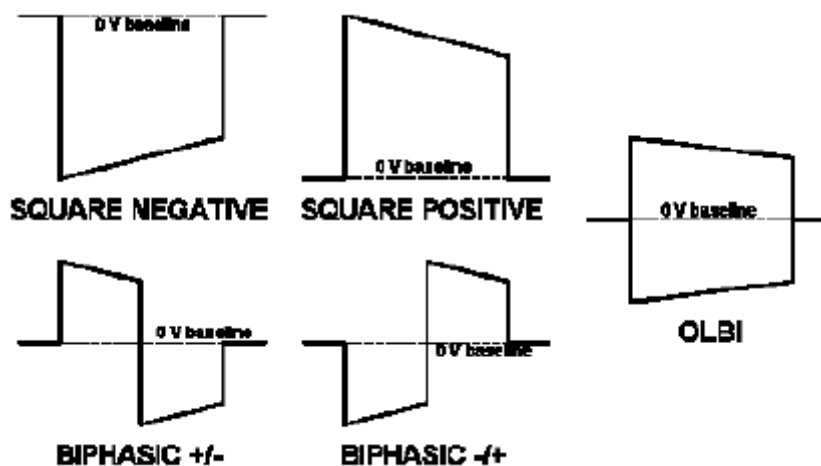 0 V baseline
0 V baseline
SQUARE NEGATIVE
SQUARE POSITIVE
0 V baseline
OLBI
0 V baseline
0 V baseline
BIPHASIC +/-
BIPHASIC -/+